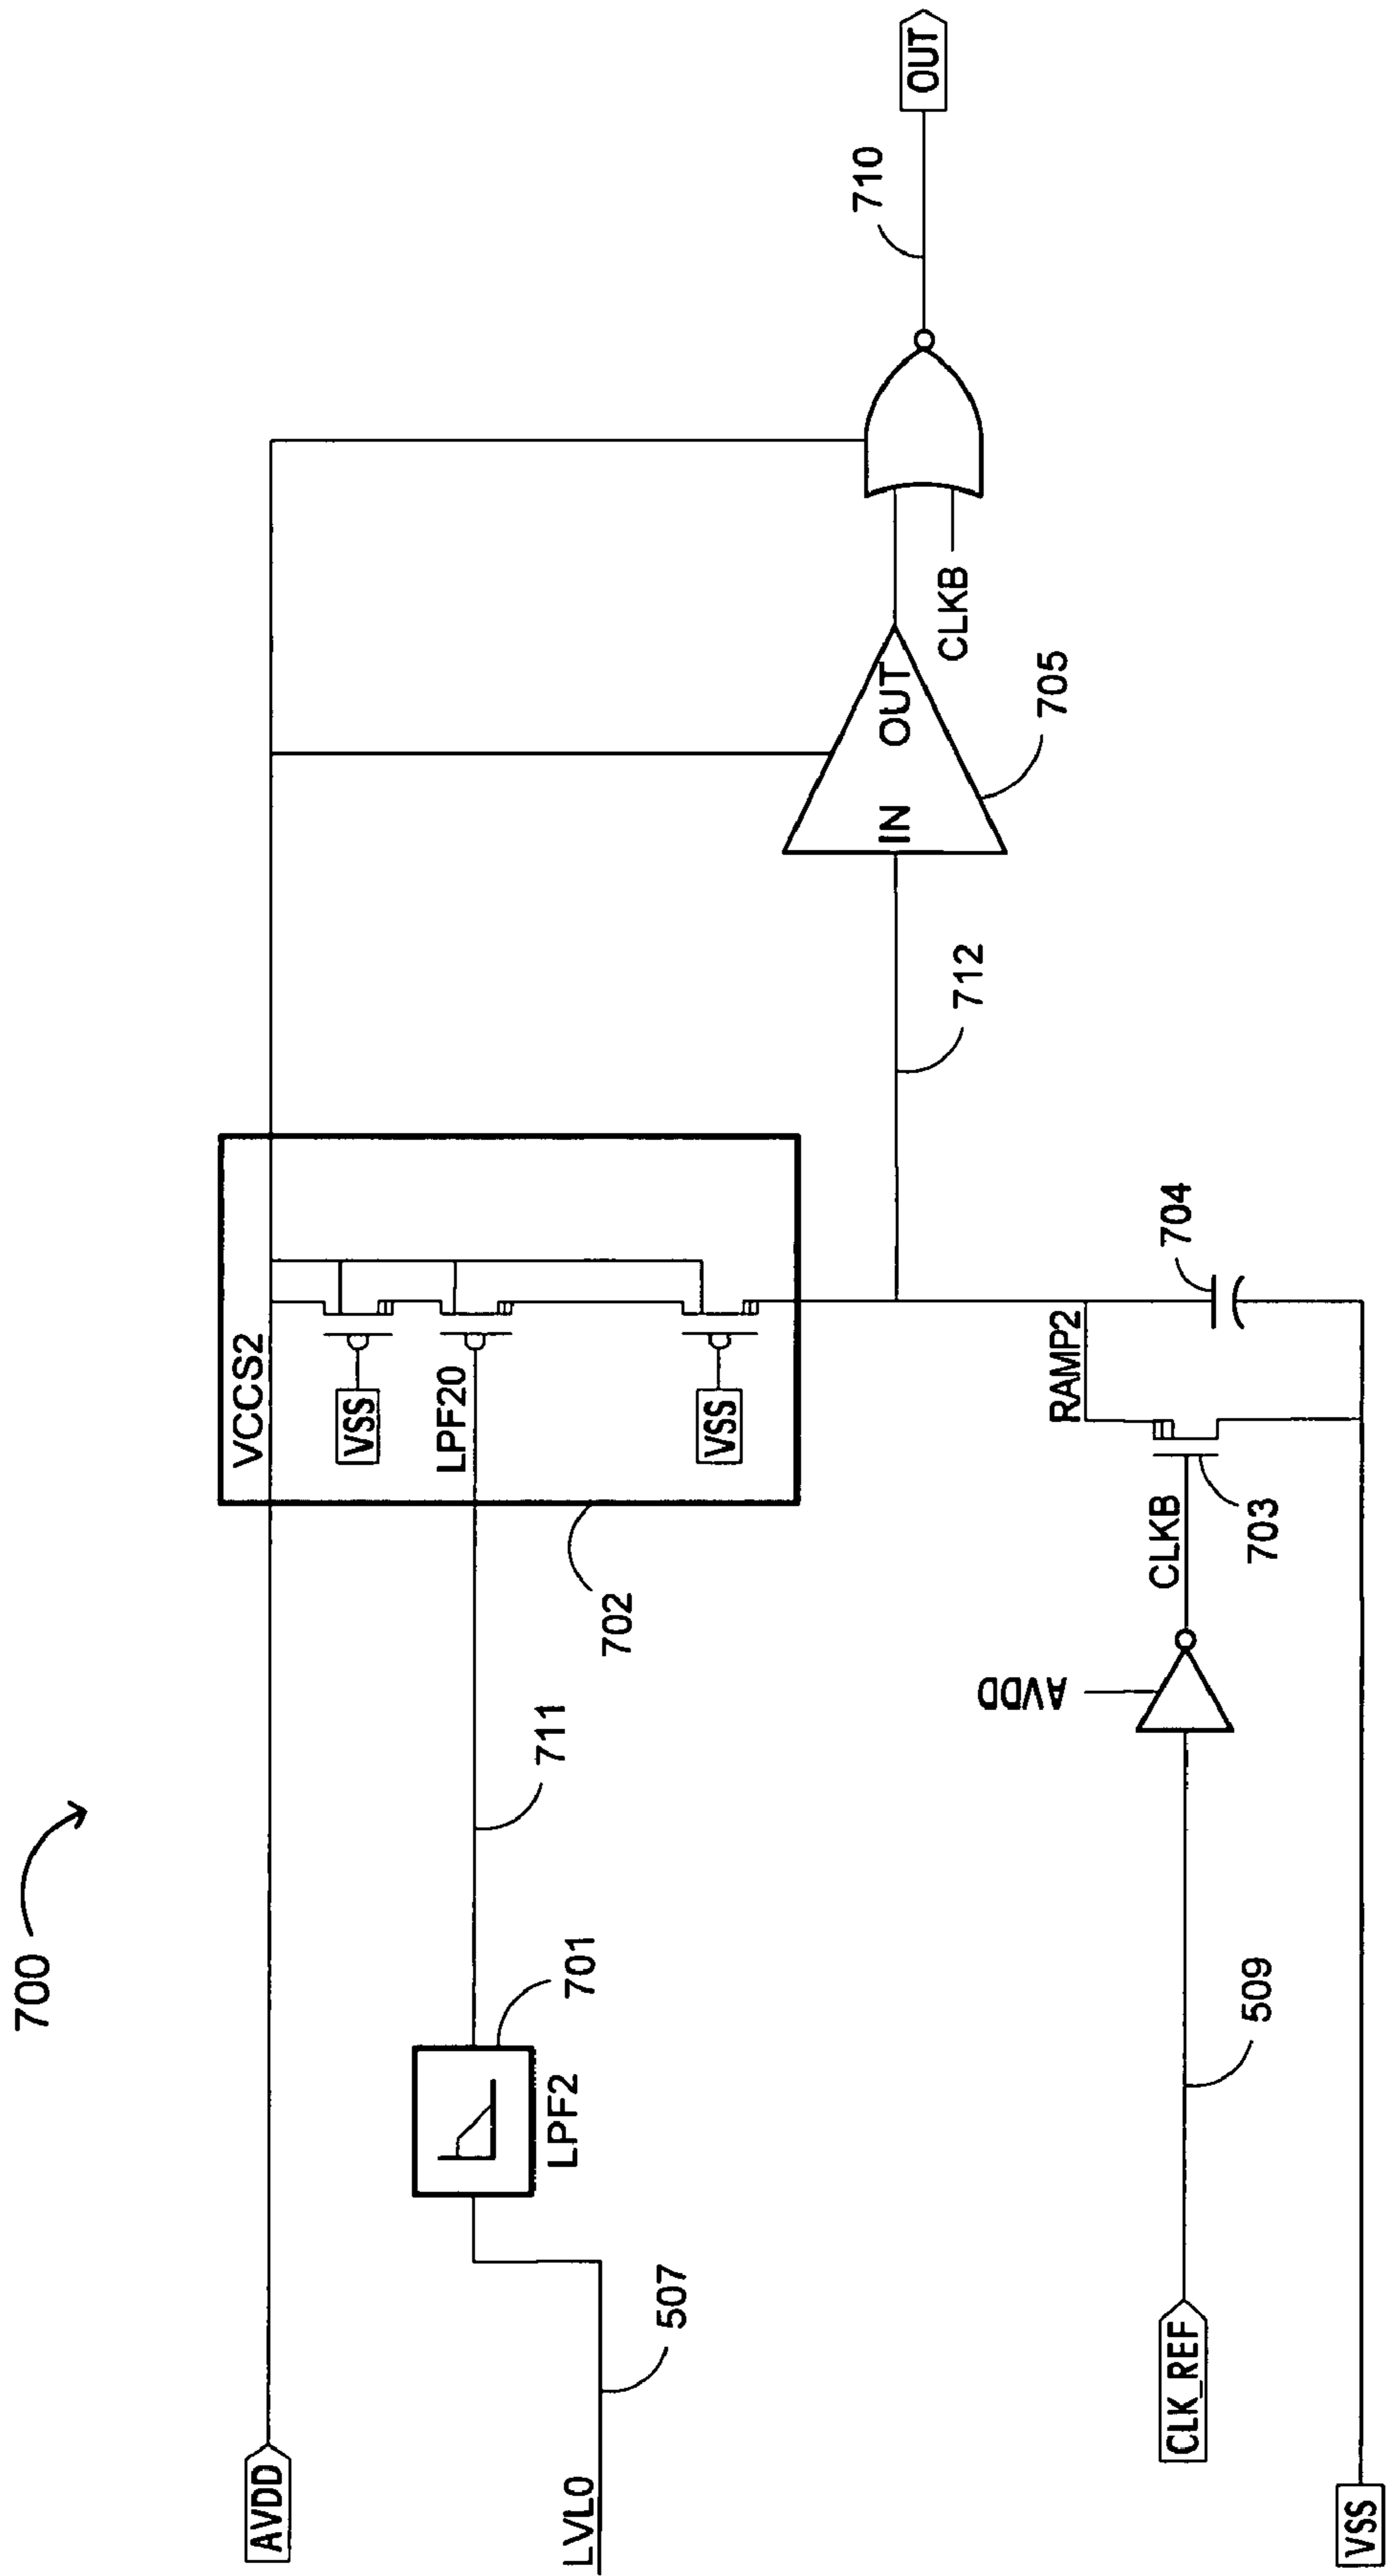 700
AVDD
VCCS2
VSS
LPF20
VSS
702
711
701
LPF2
LVL0
507
712
IN OUT
705
CLKB
710
OUT
RAMP2
704
CLKB
703
AVDD
509
CLK_REF
VSS